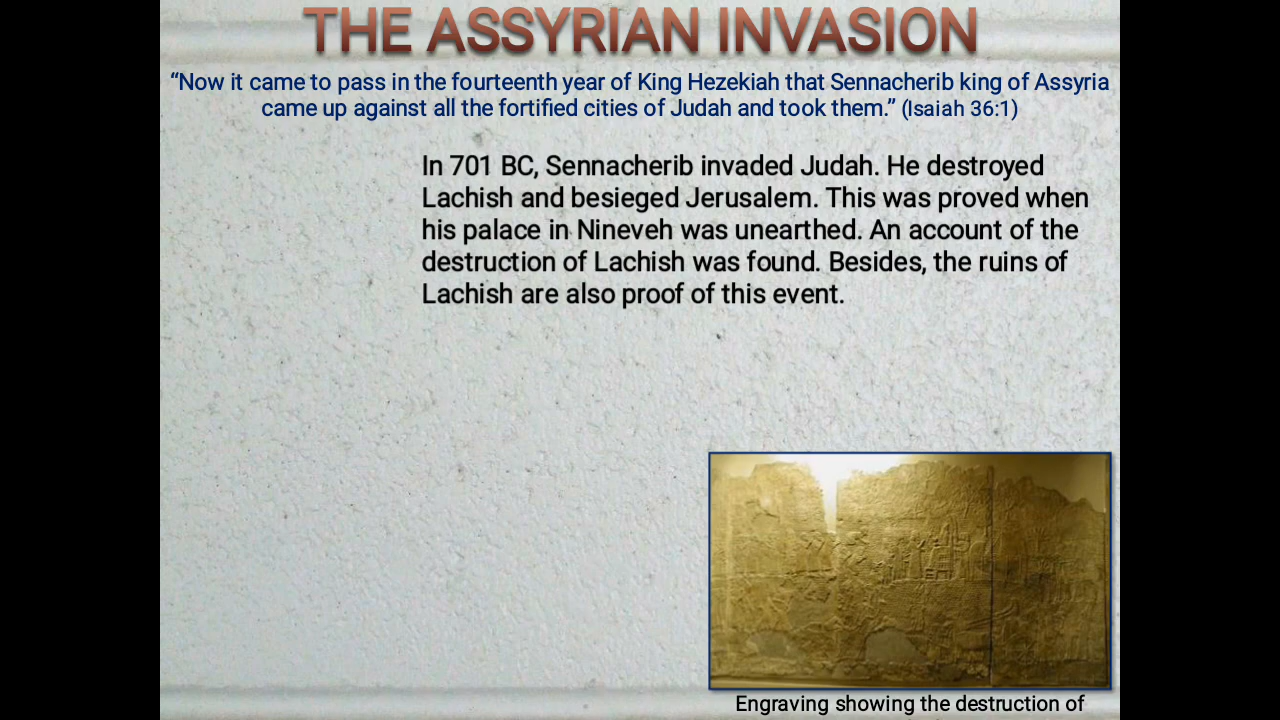 THE ASSYRIAN INVASION
“Now it came to pass in the fourteenth year of King Hezekiah that Sennacherib king of Assyria
came up against all the fortified cities of Judah and took them.” (Isaiah 36:1)
In 701 BC, Sennacherib invaded Judah. He destroyed
Lachish and besieged Jerusalem. This was proved when
his palace in Nineveh was unearthed. An account of the
destruction of Lachish was found. Besides, the ruins of
Lachish are also proof of this event.
Engraving showing the destruction of